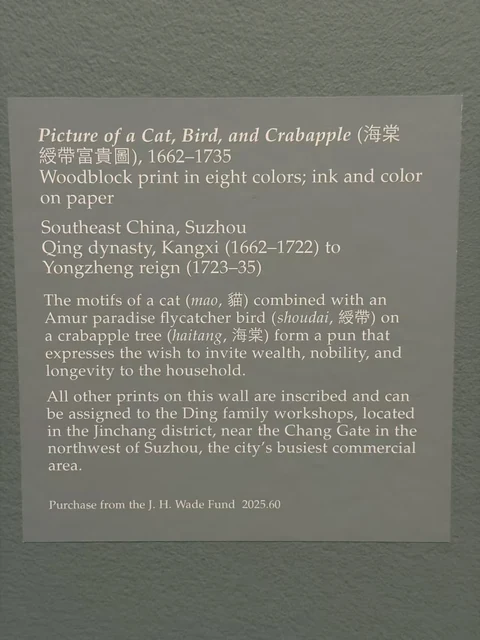 Picture of a Cat, Bird, and Crabapple (海棠
綬帶富貴圖), 1662–1735
Woodblock print in eight colors; ink and color
on paper
Southeast China, Suzhou
Qing dynasty, Kangxi (1662–1722) to
Yongzheng reign (1723–35)
The motifs of a cat (mao, 貓) combined with an
Amur paradise flycatcher bird (shoudai, 綬帶) on
a crabapple tree (haitang, 海棠) form a pun that
expresses the wish to invite wealth, nobility, and
longevity to the household.
All other prints on this wall are inscribed and can
be assigned to the Ding family workshops, located
in the Jinchang district, near the Chang Gate in the
northwest of Suzhou, the city’s busiest commercial
area.
Purchase from the J. H. Wade Fund 2025.60